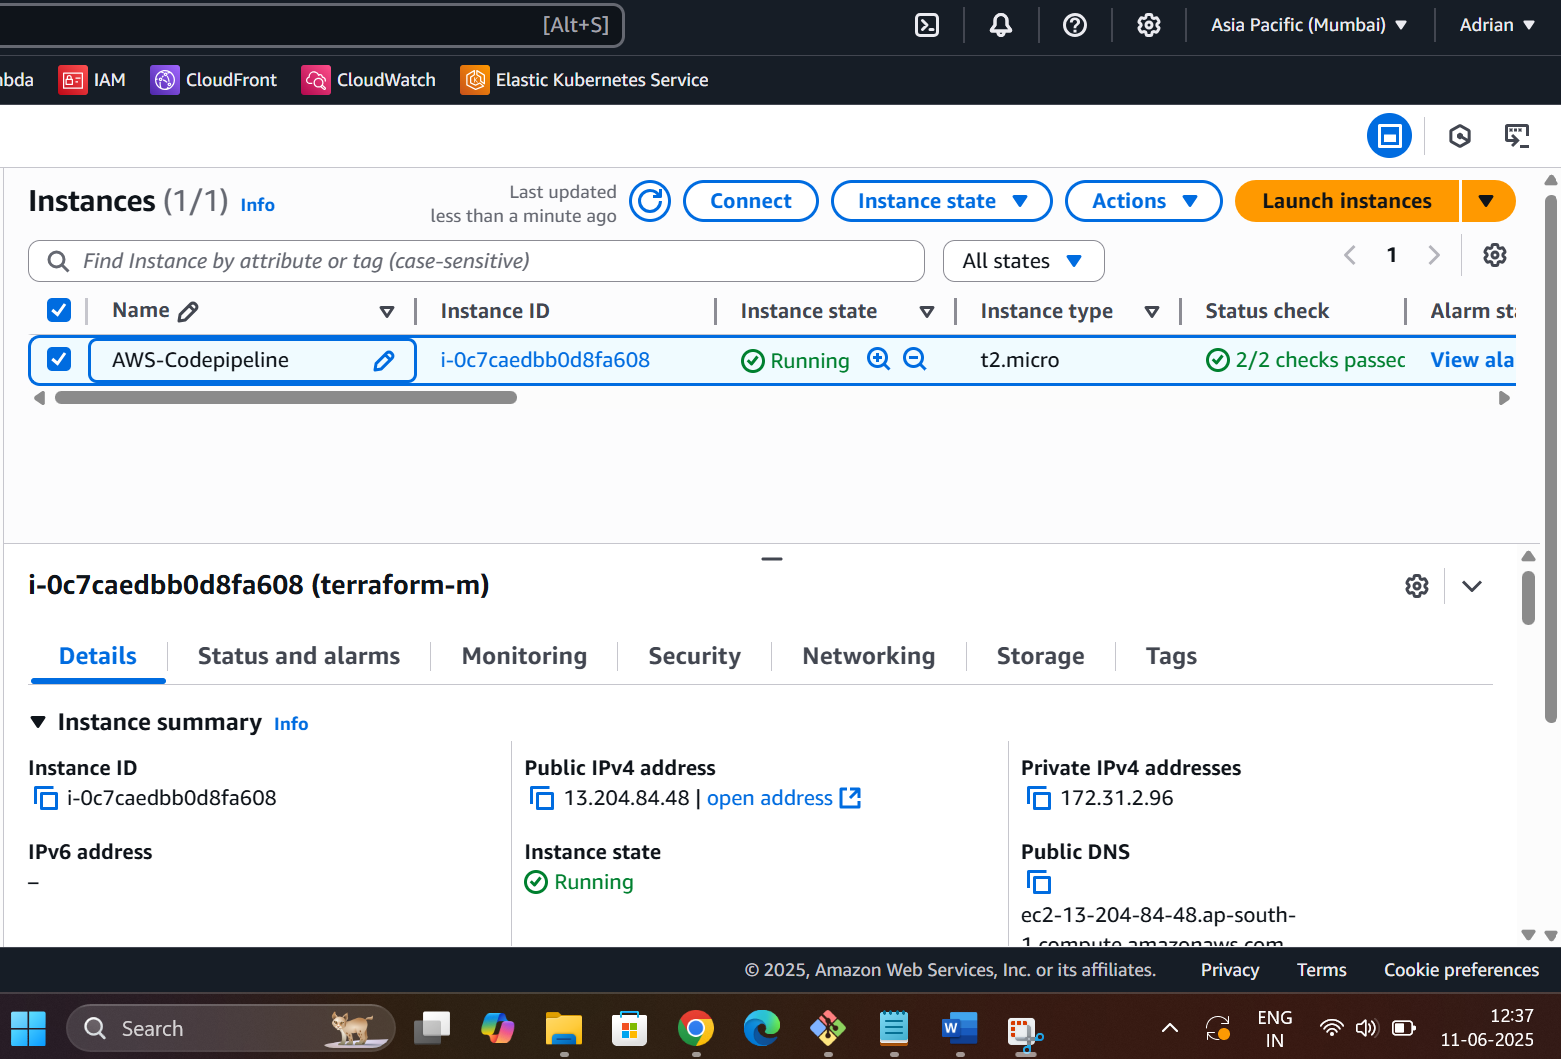 [Alt+S] Asia Pacific (Mumbai) Adrian
bda IAM CloudFront CloudWatch Elastic Kubernetes Service
Instances (1/1) Info
Last updated
less than a minute ago
Connect Instance state Actions Launch instances
Find Instance by attribute or tag (case-sensitive) All states 1
Name Instance ID Instance state Instance type Status check Alarm sta
AWS-Codepipeline i-0c7caedbb0d8fa608 Running t2.micro 2/2 checks passec View ala
i-0c7caedbb0d8fa608 (terraform-m)
Details Status and alarms Monitoring Security Networking Storage Tags
Instance summary Info
Instance ID
i-0c7caedbb0d8fa608
Public IPv4 address
13.204.84.48 | open address
Private IPv4 addresses
172.31.2.96
IPv6 address
–
Instance state
Running
Public DNS
ec2-13-204-84-48.ap-south-
1.compute.amazonaws.com
© 2025, Amazon Web Services, Inc. or its affiliates. Privacy Terms Cookie preferences
Search
ENG
IN
12:37
11-06-2025